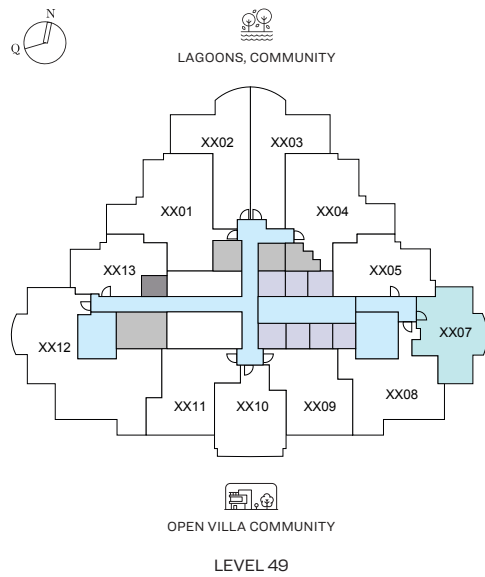 N
Q
LAGOONS, COMMUNITY
XX02
XX03
XX01
XX04
XX13
XX05
XX12
XX07
XX11
XX10
XX09
XX08
OPEN VILLA COMMUNITY
LEVEL 49